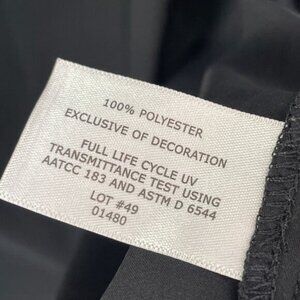 100% POLYESTER
EXCLUSIVE OF DECORATION
FULL LIFE CYCLE UV
TRANSMITTANCE TEST USING
AATCC 183 AND ASTM D 6544
LOT #49
01480